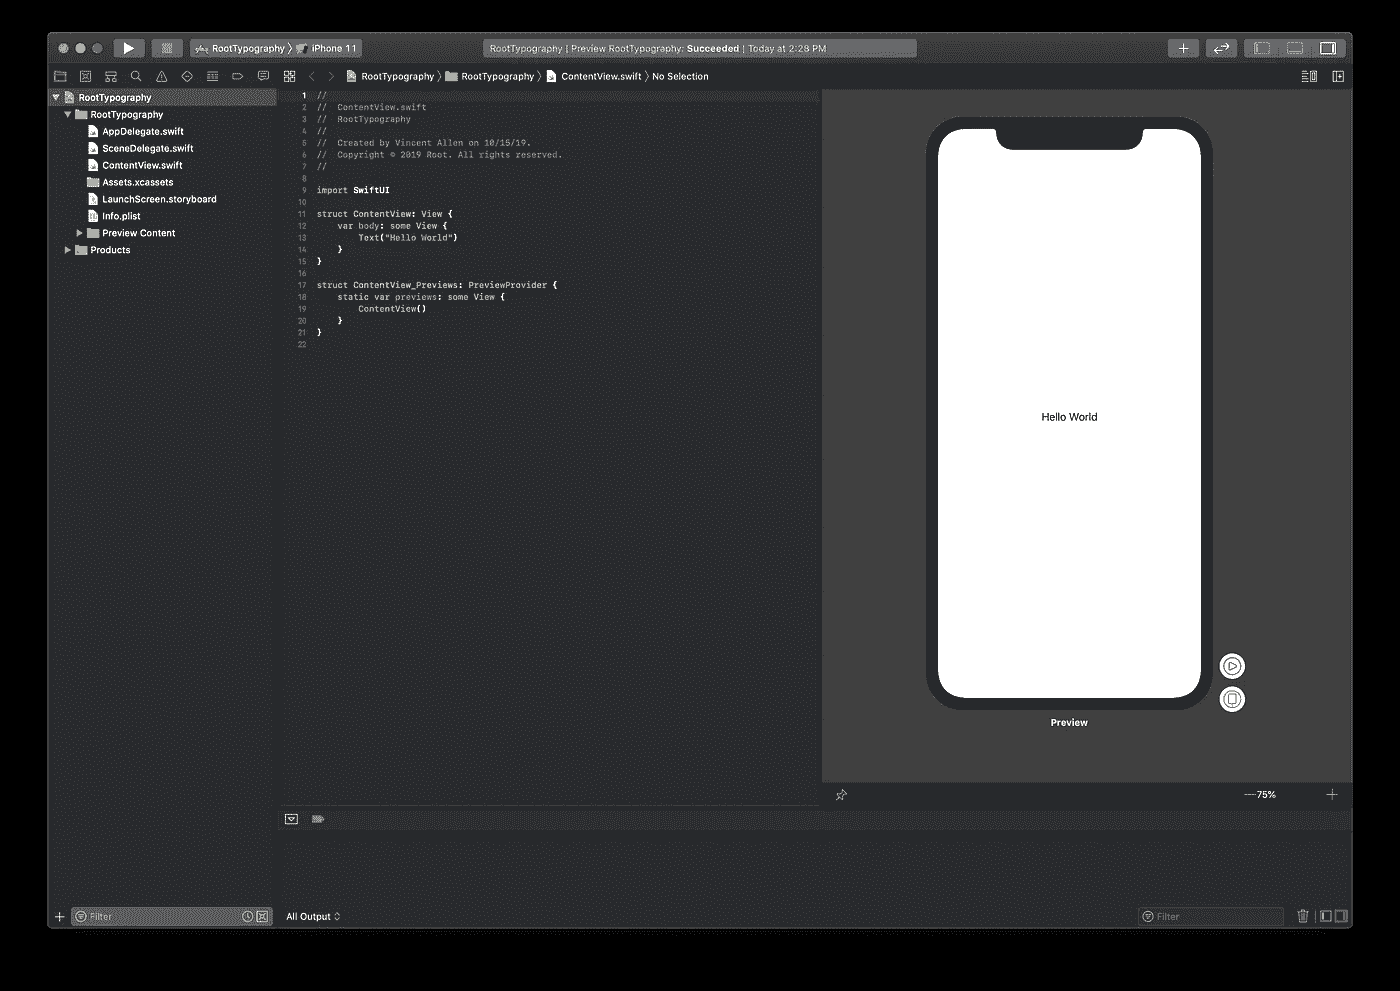 RootTypography 〉 iPhone 11
RootTypography | Preview RootTypography: Succeeded | Today at 2:28 PM
RootTypography 〉 RootTypography 〉 ContentView.swift 〉 No Selection
RootTypography
RootTypography
AppDelegate.swift
SceneDelegate.swift
ContentView.swift
Assets.xcassets
LaunchScreen.storyboard
Info.plist
Preview Content
Products
1 //
2 //  ContentView.swift
3 //  RootTypography
4 //
5 //  Created by Vincent Allen on 10/15/19.
6 //  Copyright © 2019 Root. All rights reserved.
7 //
8
9 import SwiftUI
10
11 struct ContentView: View {
12     var body: some View {
13         Text("Hello World")
14     }
15 }
16
17 struct ContentView_Previews: PreviewProvider {
18     static var previews: some View {
19         ContentView()
20     }
21 }
22
Hello World
Preview
75%
Filter
All Output
Filter